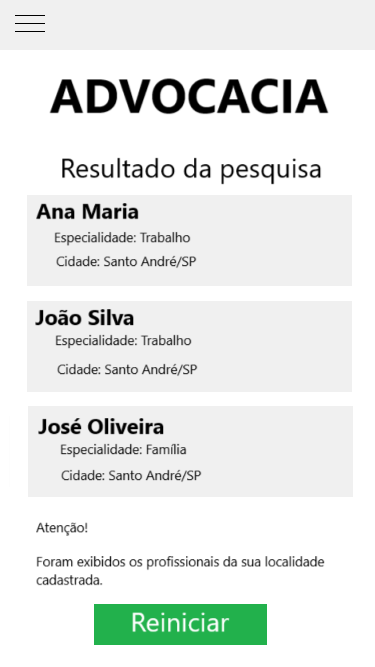 ADVOCACIA
Resultado da pesquisa
Ana Maria
Especialidade: Trabalho
Cidade: Santo André/SP
João Silva
Especialidade: Trabalho
Cidade: Santo André/SP
José Oliveira
Especialidade: Família
Cidade: Santo André/SP
Atenção!
Foram exibidos os profissionais da sua localidade
cadastrada.
Reiniciar